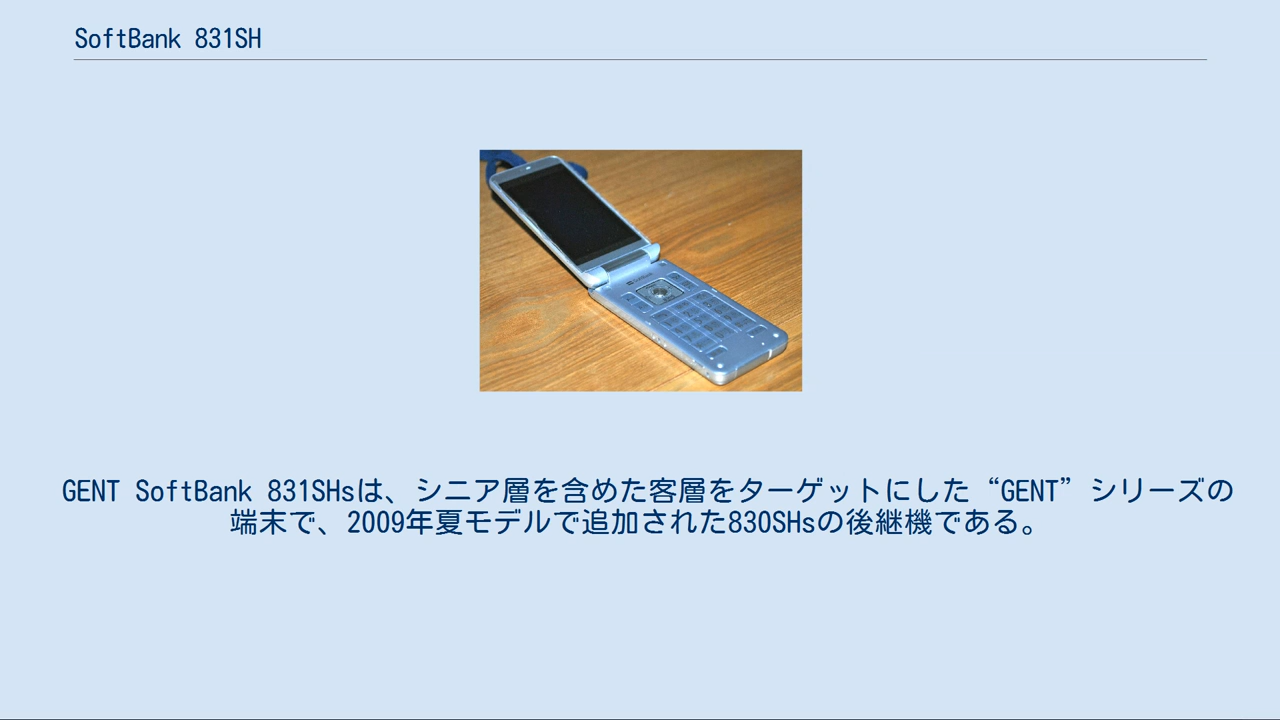 SoftBank 831SH
GENT SoftBank 831SHsは、シニア層を含めた客層をターゲットにした“GENT”シリーズの
端末で、2009年夏モデルで追加された830SHsの後継機である。